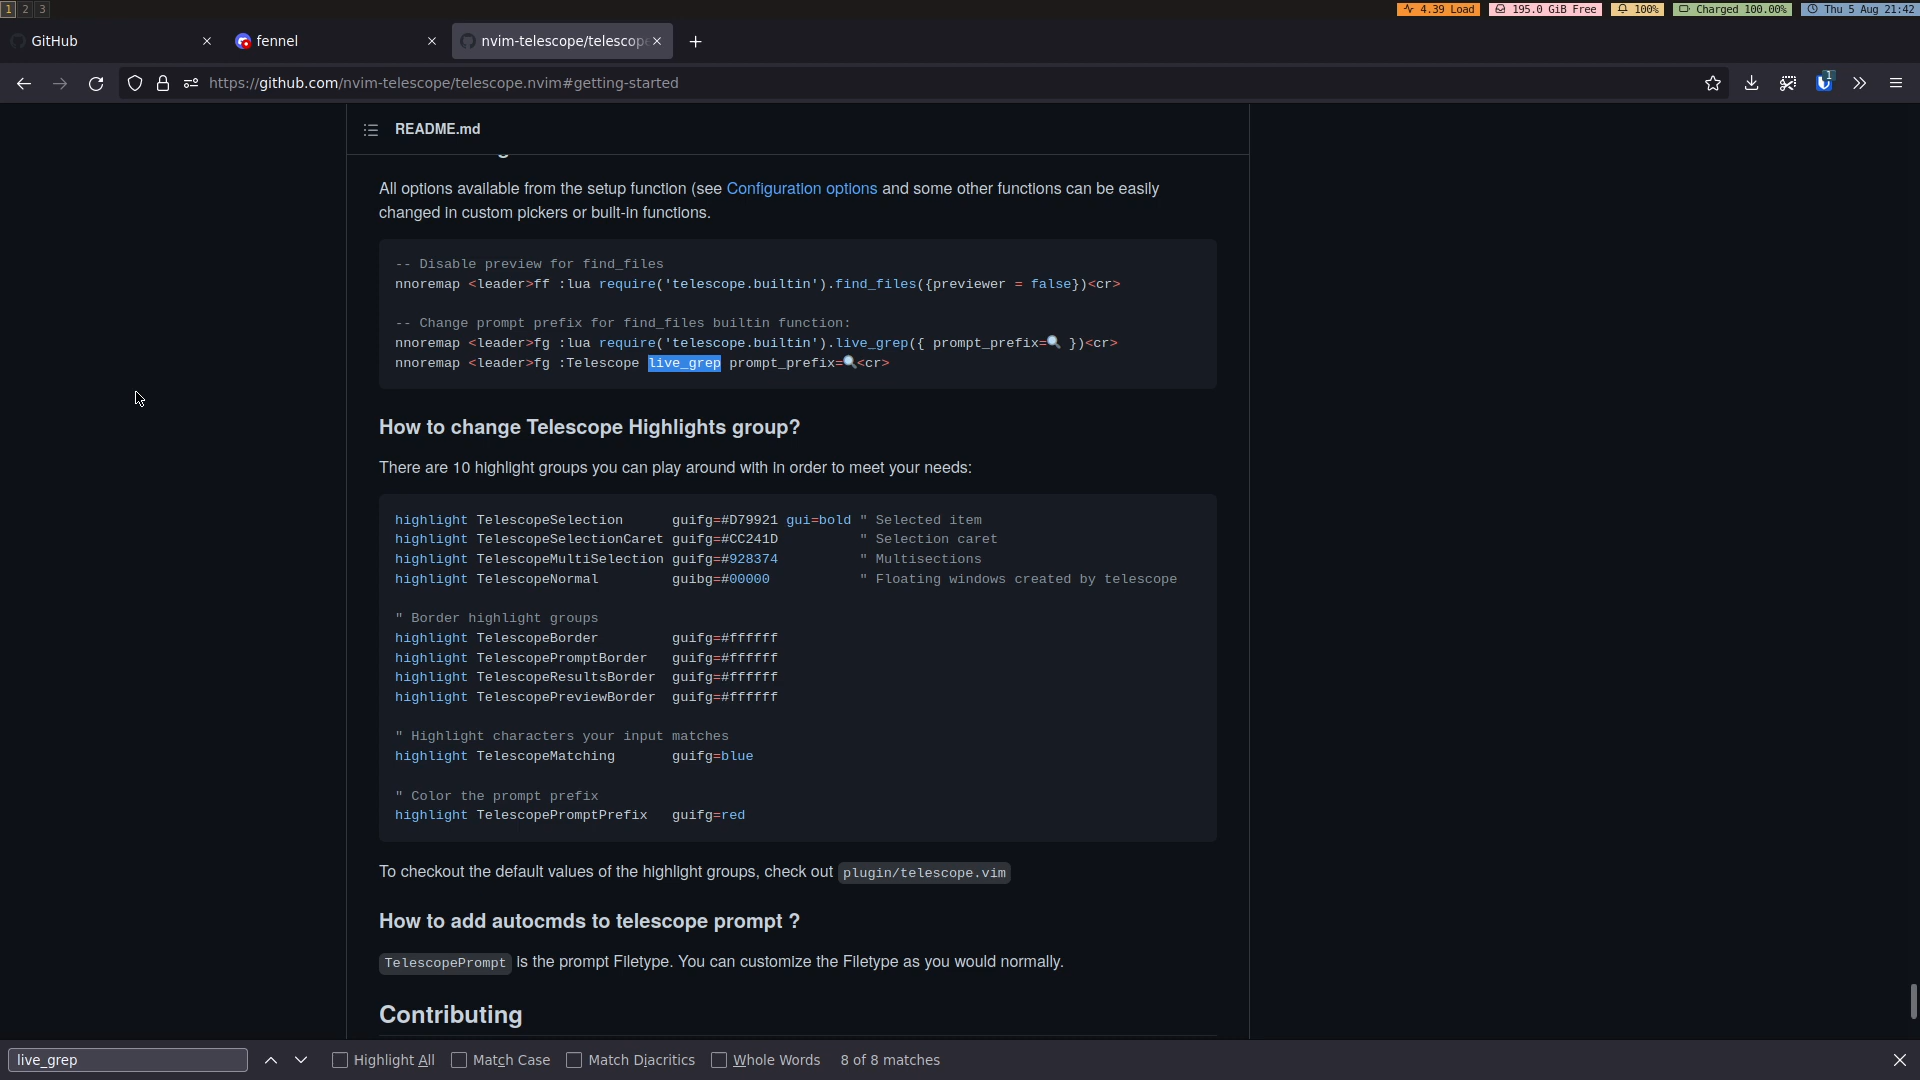 1 2 3
4.39 Load
195.0 GiB Free
100%
Charged 100.00%
Thu 5 Aug 21:42
GitHub
fennel
nvim-telescope/telescop
https://github.com/nvim-telescope/telescope.nvim#getting-started
1
README.md
All options available from the setup function (see Configuration options and some other functions can be easily
changed in custom pickers or built-in functions.
-- Disable preview for find_files
nnoremap <leader>ff :lua require('telescope.builtin').find_files({previewer = false})<cr>
-- Change prompt prefix for find_files builtin function:
nnoremap <leader>fg :lua require('telescope.builtin').live_grep({ prompt_prefix=🔍 })<cr>
nnoremap <leader>fg :Telescope live_grep prompt_prefix=🔍<cr>
How to change Telescope Highlights group?
There are 10 highlight groups you can play around with in order to meet your needs:
highlight TelescopeSelection      guifg=#D79921 gui=bold " Selected item
highlight TelescopeSelectionCaret guifg=#CC241D          " Selection caret
highlight TelescopeMultiSelection guifg=#928374          " Multisections
highlight TelescopeNormal         guibg=#00000           " Floating windows created by telescope
" Border highlight groups
highlight TelescopeBorder         guifg=#ffffff
highlight TelescopePromptBorder   guifg=#ffffff
highlight TelescopeResultsBorder  guifg=#ffffff
highlight TelescopePreviewBorder  guifg=#ffffff
" Highlight characters your input matches
highlight TelescopeMatching       guifg=blue
" Color the prompt prefix
highlight TelescopePromptPrefix   guifg=red
To checkout the default values of the highlight groups, check out plugin/telescope.vim
How to add autocmds to telescope prompt ?
TelescopePrompt is the prompt Filetype. You can customize the Filetype as you would normally.
Contributing
live_grep
Highlight All
Match Case
Match Diacritics
Whole Words
8 of 8 matches